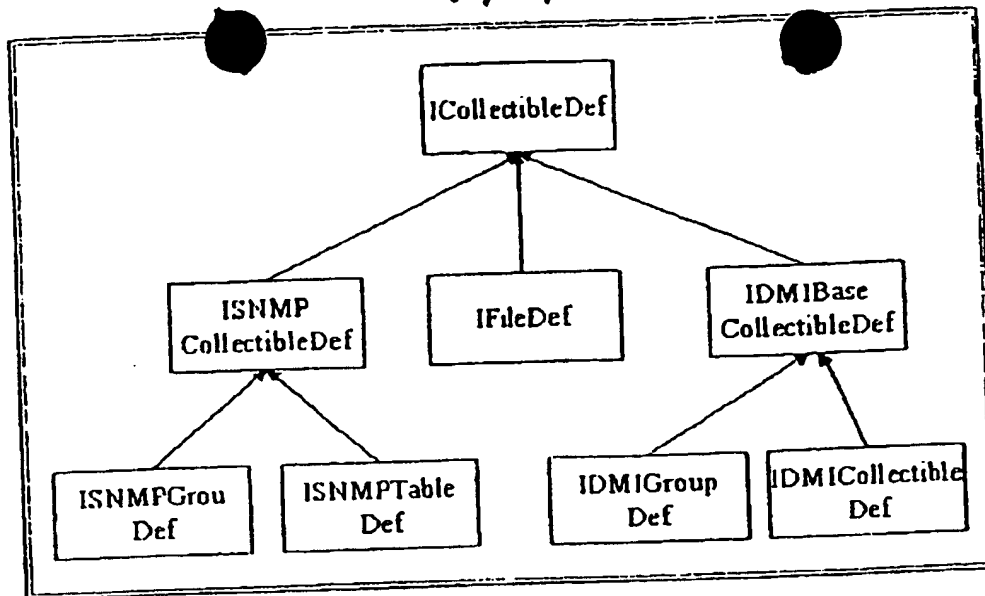 ICollectibleDef
ISNMP
CollectibleDef
IFileDef
IDMIBase
CollectibleDef
ISNMPGrou
Def
ISNMPTable
Def
IDMIGroup
Def
IDMICollectible
Def